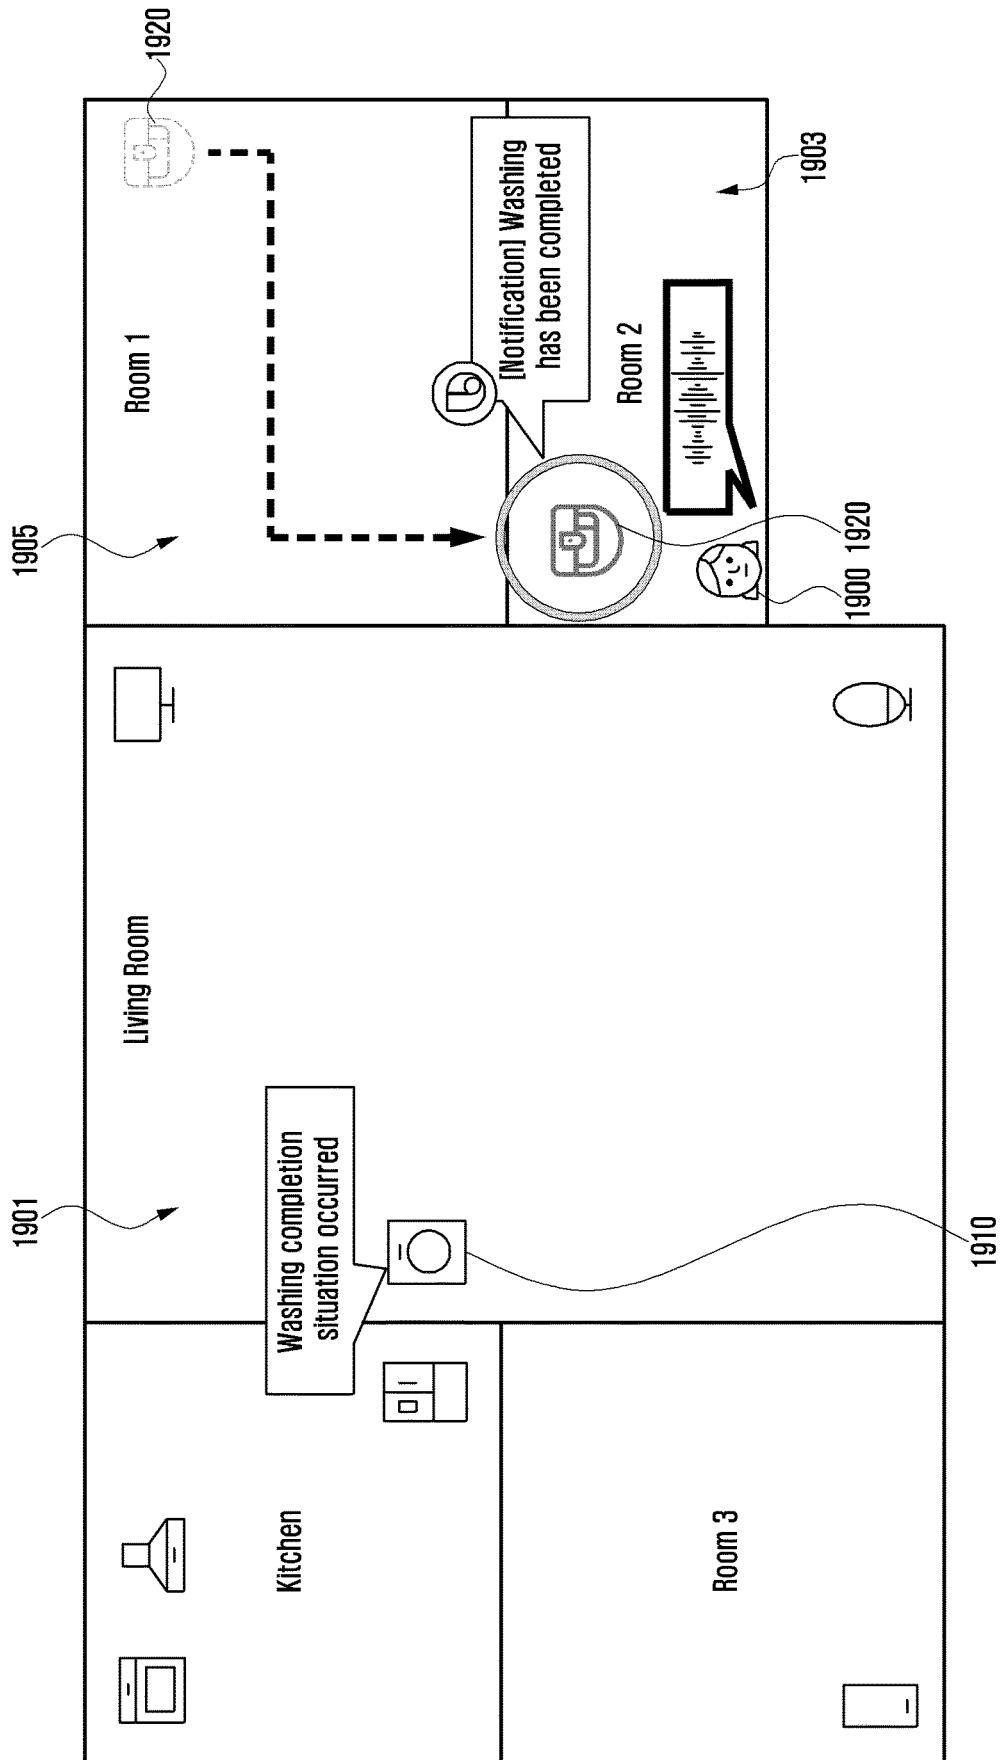 1901
1905
1920
Living Room
Room 1
Kitchen
Washing completion
situation occurred
[Notification] Washing
has been completed
Room 2
Room 3
1910
1900
1920
1903